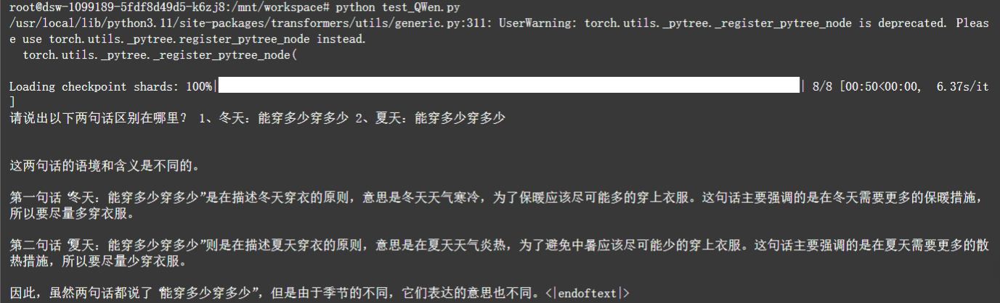 root@dsw-1099189-5fdf8d49d5-k6zj8:/mnt/workspace# python test_QWen.py
/usr/local/lib/python3.11/site-packages/transformers/utils/generic.py:311: UserWarning: torch.utils._pytree._register_pytree_node is deprecated. Pleas
e use torch.utils._pytree.register_pytree_node instead.
  torch.utils._pytree._register_pytree_node(
Loading checkpoint shards: 100%|| 8/8 [00:50<00:00,  6.37s/it
]
请说出以下两句话区别在哪里？ 1、冬天：能穿多少穿多少 2、夏天：能穿多少穿多少
这两句话的语境和含义是不同的。
第一句话“冬天：能穿多少穿多少”是在描述冬天穿衣的原则，意思是冬天天气寒冷，为了保暖应该尽可能多的穿上衣服。这句话主要强调的是在冬天需要更多的保暖措施，
所以要尽量多穿衣服。
第二句话“夏天：能穿多少穿多少”则是在描述夏天穿衣的原则，意思是在夏天天气炎热，为了避免中暑应该尽可能少的穿上衣服。这句话主要强调的是在夏天需要更多的散
热措施，所以要尽量少穿衣服。
因此，虽然两句话都说了“能穿多少穿多少”，但是由于季节的不同，它们表达的意思也不同。<|endoftext|>